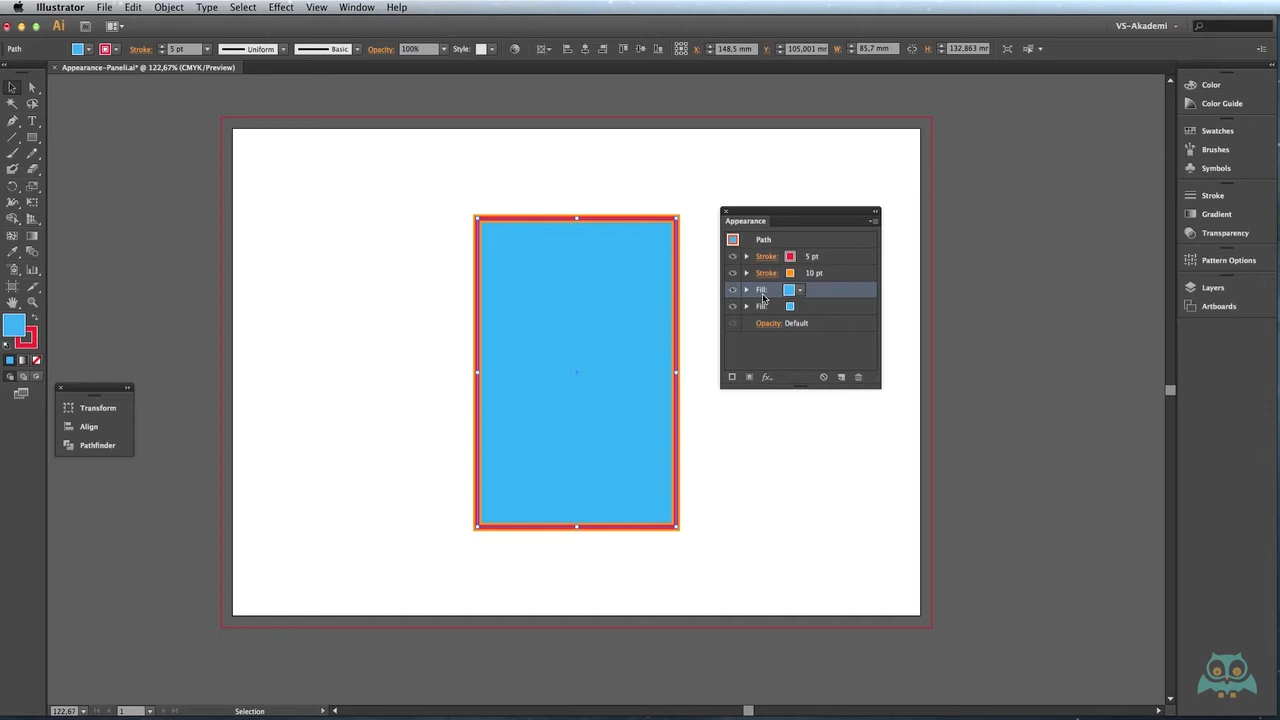 Illustrator File Edit Object Type Select Effect View Window Help
Ai VS-Akademi
Path Stroke: 5 pt Uniform Basic Opacity: 100% Style: X: 148,5 mm Y: 105,001 mm W: 85,7 mm H: 132,863 mm
Appearance-Paneli.ai* @ 122,67% (CMYK/Preview)
Color
Color Guide
Swatches
Brushes
Symbols
Stroke
Gradient
Transparency
Pattern Options
Layers
Artboards
Appearance
Path
Stroke: 5 pt
Stroke: 10 pt
Fill:
Fill:
Opacity: Default
fx
Transform
Align
Pathfinder
122,67 1 Selection